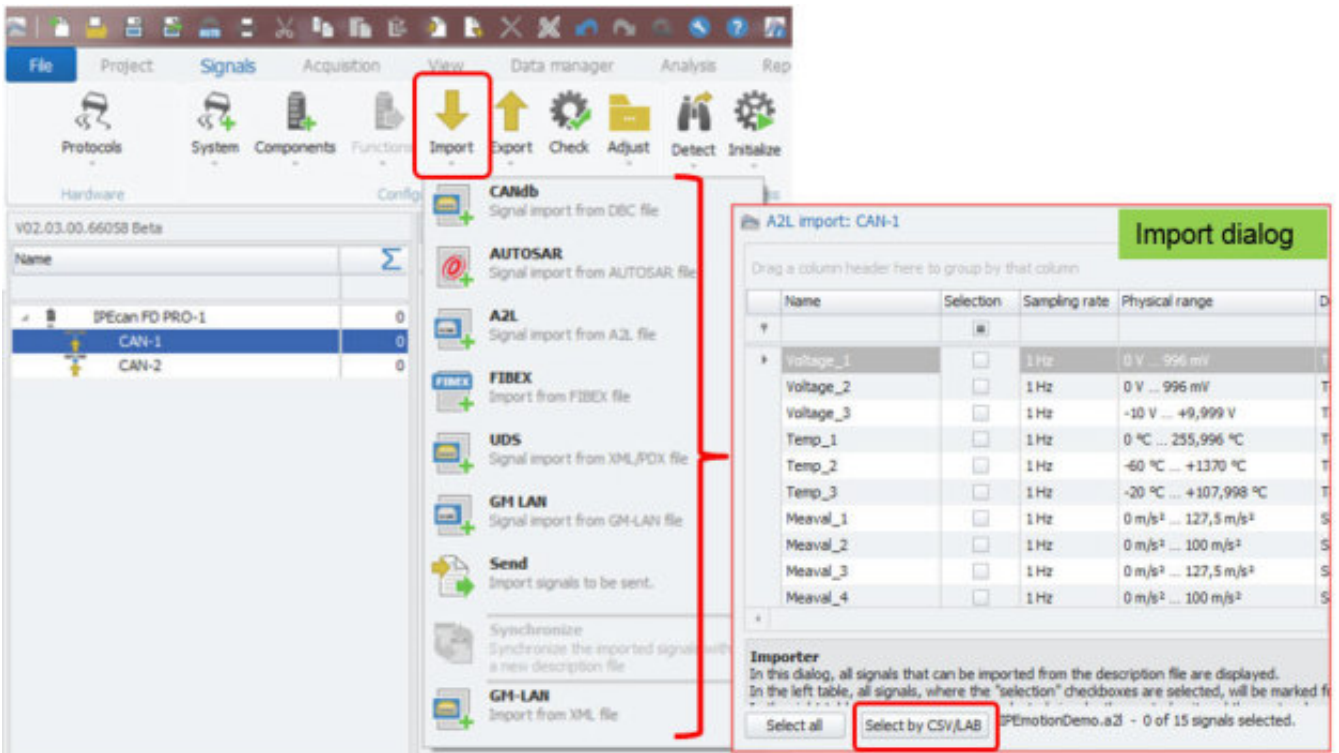 AUTO
File Project Signals Acquisition View Data manager Analysis Rep
Protocols System Components Function Import Export Check Adjust Detect Initialize
Hardware Config
V02.03.00.66058 Beta
Name Σ
IPEcan FD PRO-1 0
CAN-1 0
CAN-2 0
CANdb
Signal import from DBC file
AUTOSAR
Signal import from AUTOSAR file
A2L
Signal import from A2L file
FIBEX
FIBEX
Import from FIBEX file
UDS
Signal import from XML/PDX file
GM LAN
Signal import from GM-LAN file
Send
Import signals to be sent.
Synchronize
Synchronize the imported signals with
a new description file
GM-LAN
Import from XML file
A2L import: CAN-1
Import dialog
Drag a column header here to group by that column
Name Selection Sampling rate Physical range D
Voltage_1 1 Hz 0 V ... 996 mV T
Voltage_2 1 Hz 0 V ... 996 mV T
Voltage_3 1 Hz -10 V ... +9,999 V T
Temp_1 1 Hz 0 °C ... 255,996 °C T
Temp_2 1 Hz -60 °C ... +1370 °C T
Temp_3 1 Hz -20 °C ... +107,998 °C T
Meaval_1 1 Hz 0 m/s² ... 127,5 m/s² S
Meaval_2 1 Hz 0 m/s² ... 100 m/s² S
Meaval_3 1 Hz 0 m/s² ... 127,5 m/s² S
Meaval_4 1 Hz 0 m/s² ... 100 m/s² S
Importer
In this dialog, all signals that can be imported from the description file are displayed.
In the left table, all signals, where the "selection" checkboxes are selected, will be marked f
Select all Select by CSV/LAB IPEmotionDemo.a2l - 0 of 15 signals selected.